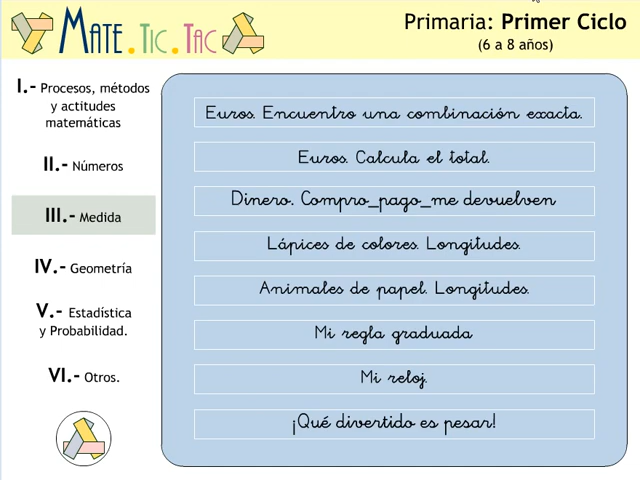 MATE.TIC.TAC
Primaria: Primer Ciclo
(6 a 8 años)
I.- Procesos, métodos
y actitudes
matemáticas
II.- Números
III.- Medida
IV.- Geometría
V.- Estadística
y Probabilidad.
VI.- Otros.
Euros. Encuentro una combinación exacta.
Euros. Calcula el total.
Dinero. Compro_pago_me devuelven
Lápices de colores. Longitudes.
Animales de papel. Longitudes.
Mi regla graduada
Mi reloj.
¡Qué divertido es pesar!